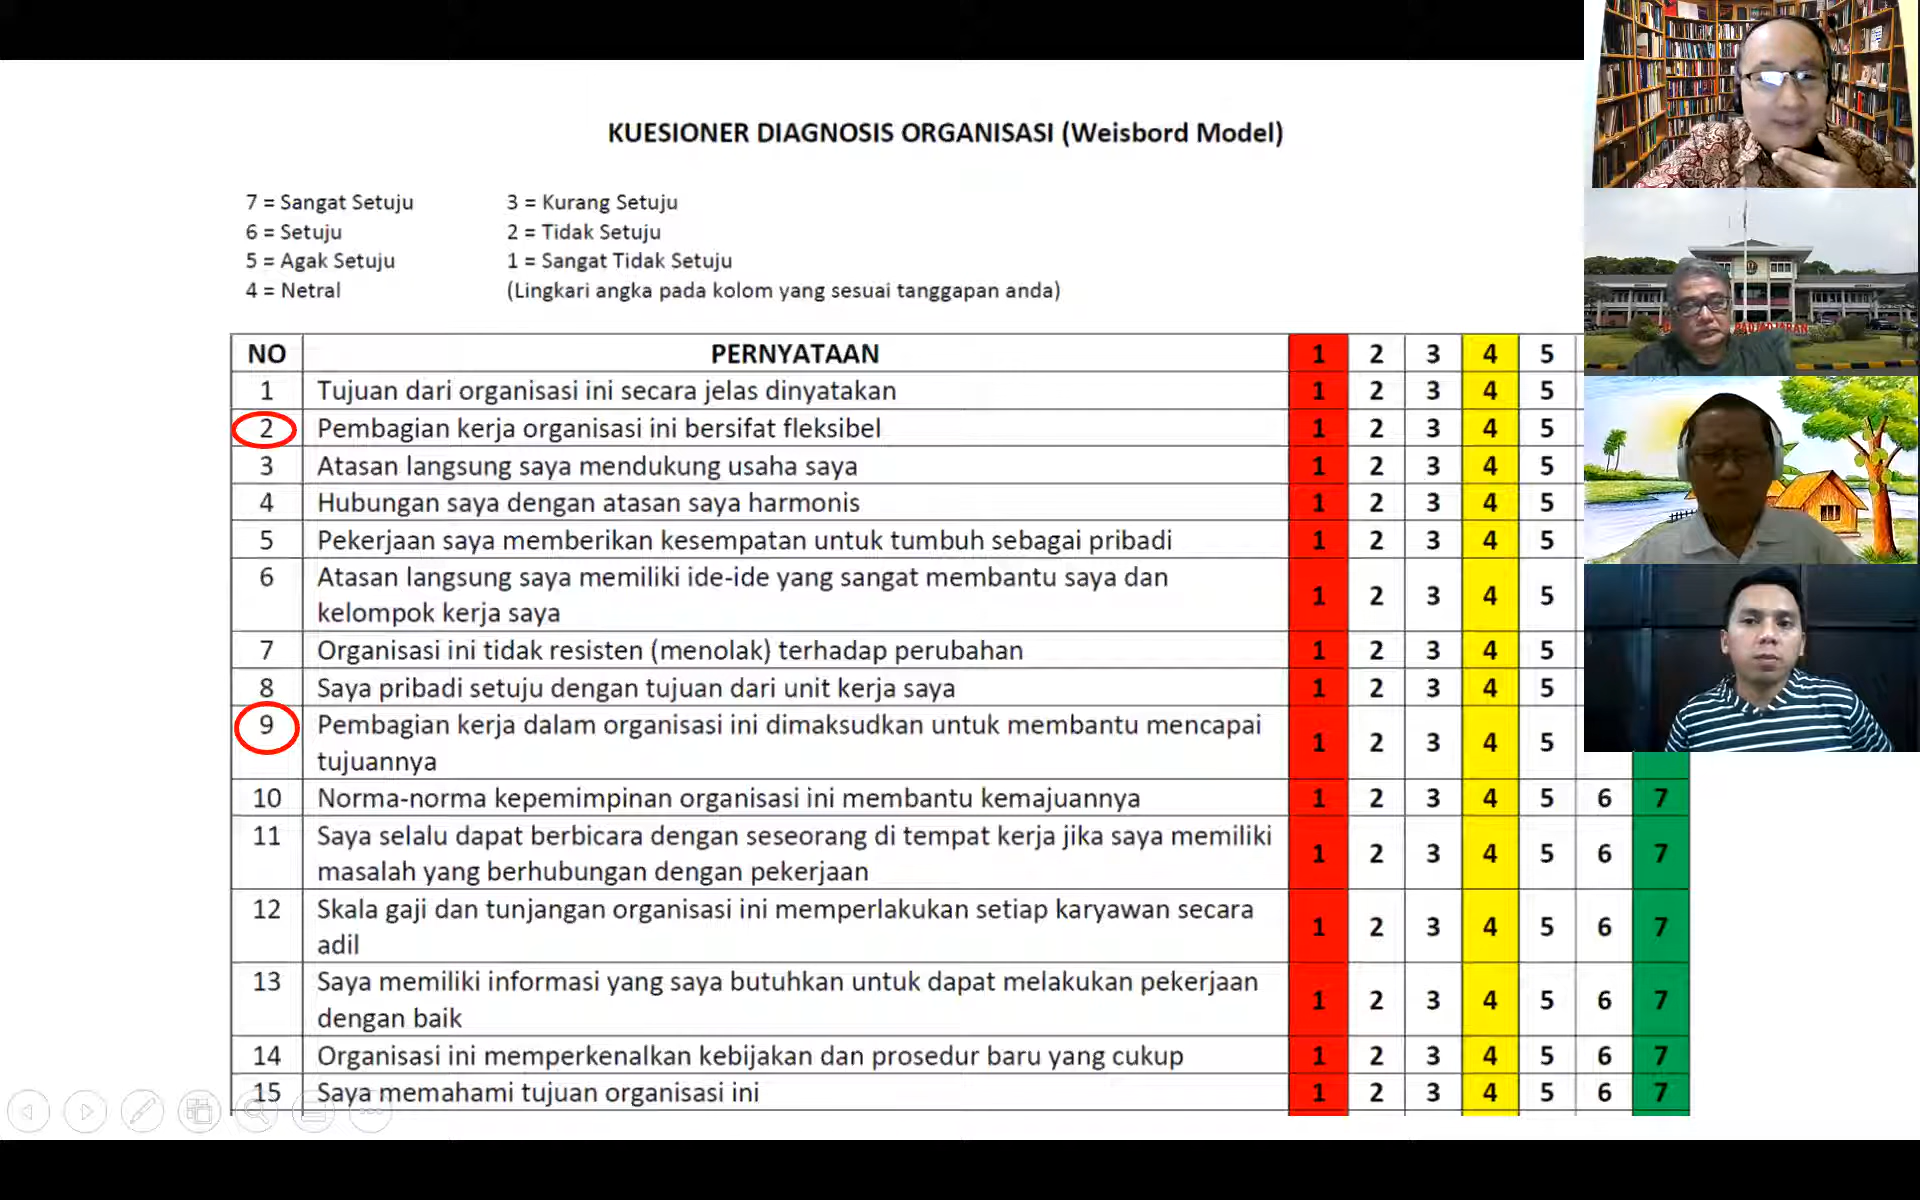 KUESIONER DIAGNOSIS ORGANISASI (Weisbord Model)
7 = Sangat Setuju 3 = Kurang Setuju
6 = Setuju 2 = Tidak Setuju
5 = Agak Setuju 1 = Sangat Tidak Setuju
4 = Netral (Lingkari angka pada kolom yang sesuai tanggapan anda)
NO PERNYATAAN 1 2 3 4 5
1 Tujuan dari organisasi ini secara jelas dinyatakan 1 2 3 4 5
2 Pembagian kerja organisasi ini bersifat fleksibel 1 2 3 4 5
3 Atasan langsung saya mendukung usaha saya 1 2 3 4 5
4 Hubungan saya dengan atasan saya harmonis 1 2 3 4 5
5 Pekerjaan saya memberikan kesempatan untuk tumbuh sebagai pribadi 1 2 3 4 5
6 Atasan langsung saya memiliki ide-ide yang sangat membantu saya dan
kelompok kerja saya 1 2 3 4 5
7 Organisasi ini tidak resisten (menolak) terhadap perubahan 1 2 3 4 5
8 Saya pribadi setuju dengan tujuan dari unit kerja saya 1 2 3 4 5
9 Pembagian kerja dalam organisasi ini dimaksudkan untuk membantu mencapai
tujuannya 1 2 3 4 5
10 Norma-norma kepemimpinan organisasi ini membantu kemajuannya 1 2 3 4 5 6 7
11 Saya selalu dapat berbicara dengan seseorang di tempat kerja jika saya memiliki
masalah yang berhubungan dengan pekerjaan 1 2 3 4 5 6 7
12 Skala gaji dan tunjangan organisasi ini memperlakukan setiap karyawan secara
adil 1 2 3 4 5 6 7
13 Saya memiliki informasi yang saya butuhkan untuk dapat melakukan pekerjaan
dengan baik 1 2 3 4 5 6 7
14 Organisasi ini memperkenalkan kebijakan dan prosedur baru yang cukup 1 2 3 4 5 6 7
15 Saya memahami tujuan organisasi ini 1 2 3 4 5 6 7